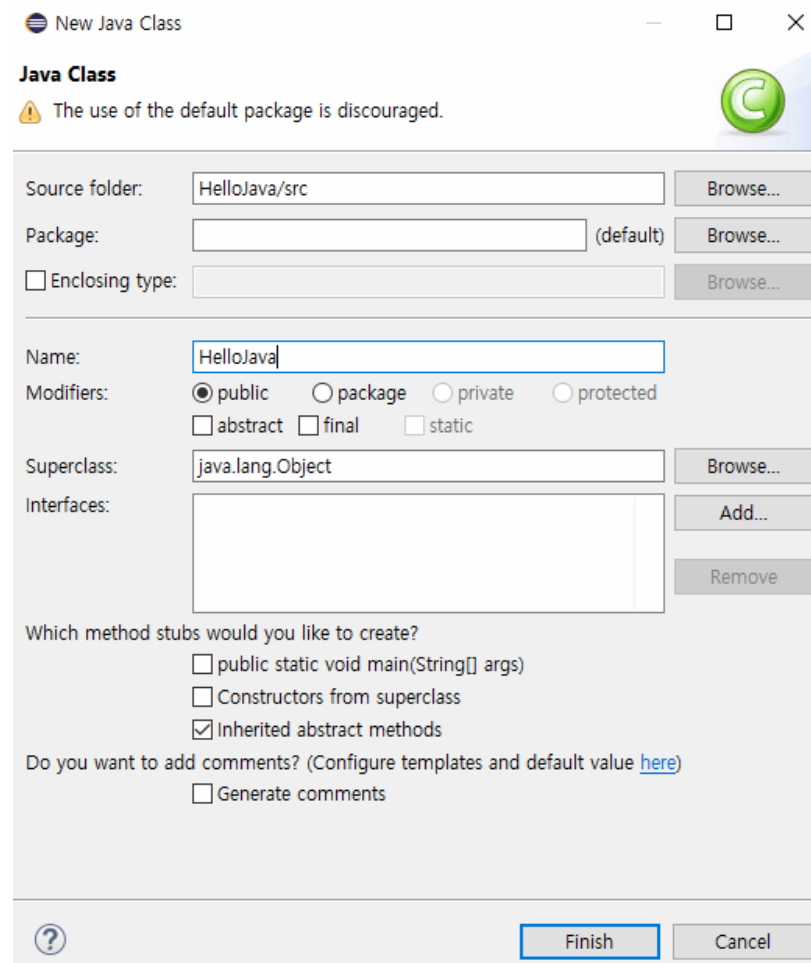 New Java Class
Java Class
The use of the default package is discouraged.
Source folder: HelloJava/src Browse...
Package: (default) Browse...
Enclosing type: Browse...
Name: HelloJava
Modifiers: public package private protected
abstract final static
Superclass: java.lang.Object Browse...
Interfaces: Add...
Remove
Which method stubs would you like to create?
public static void main(String[] args)
Constructors from superclass
Inherited abstract methods
Do you want to add comments? (Configure templates and default value here)
Generate comments
? Finish Cancel